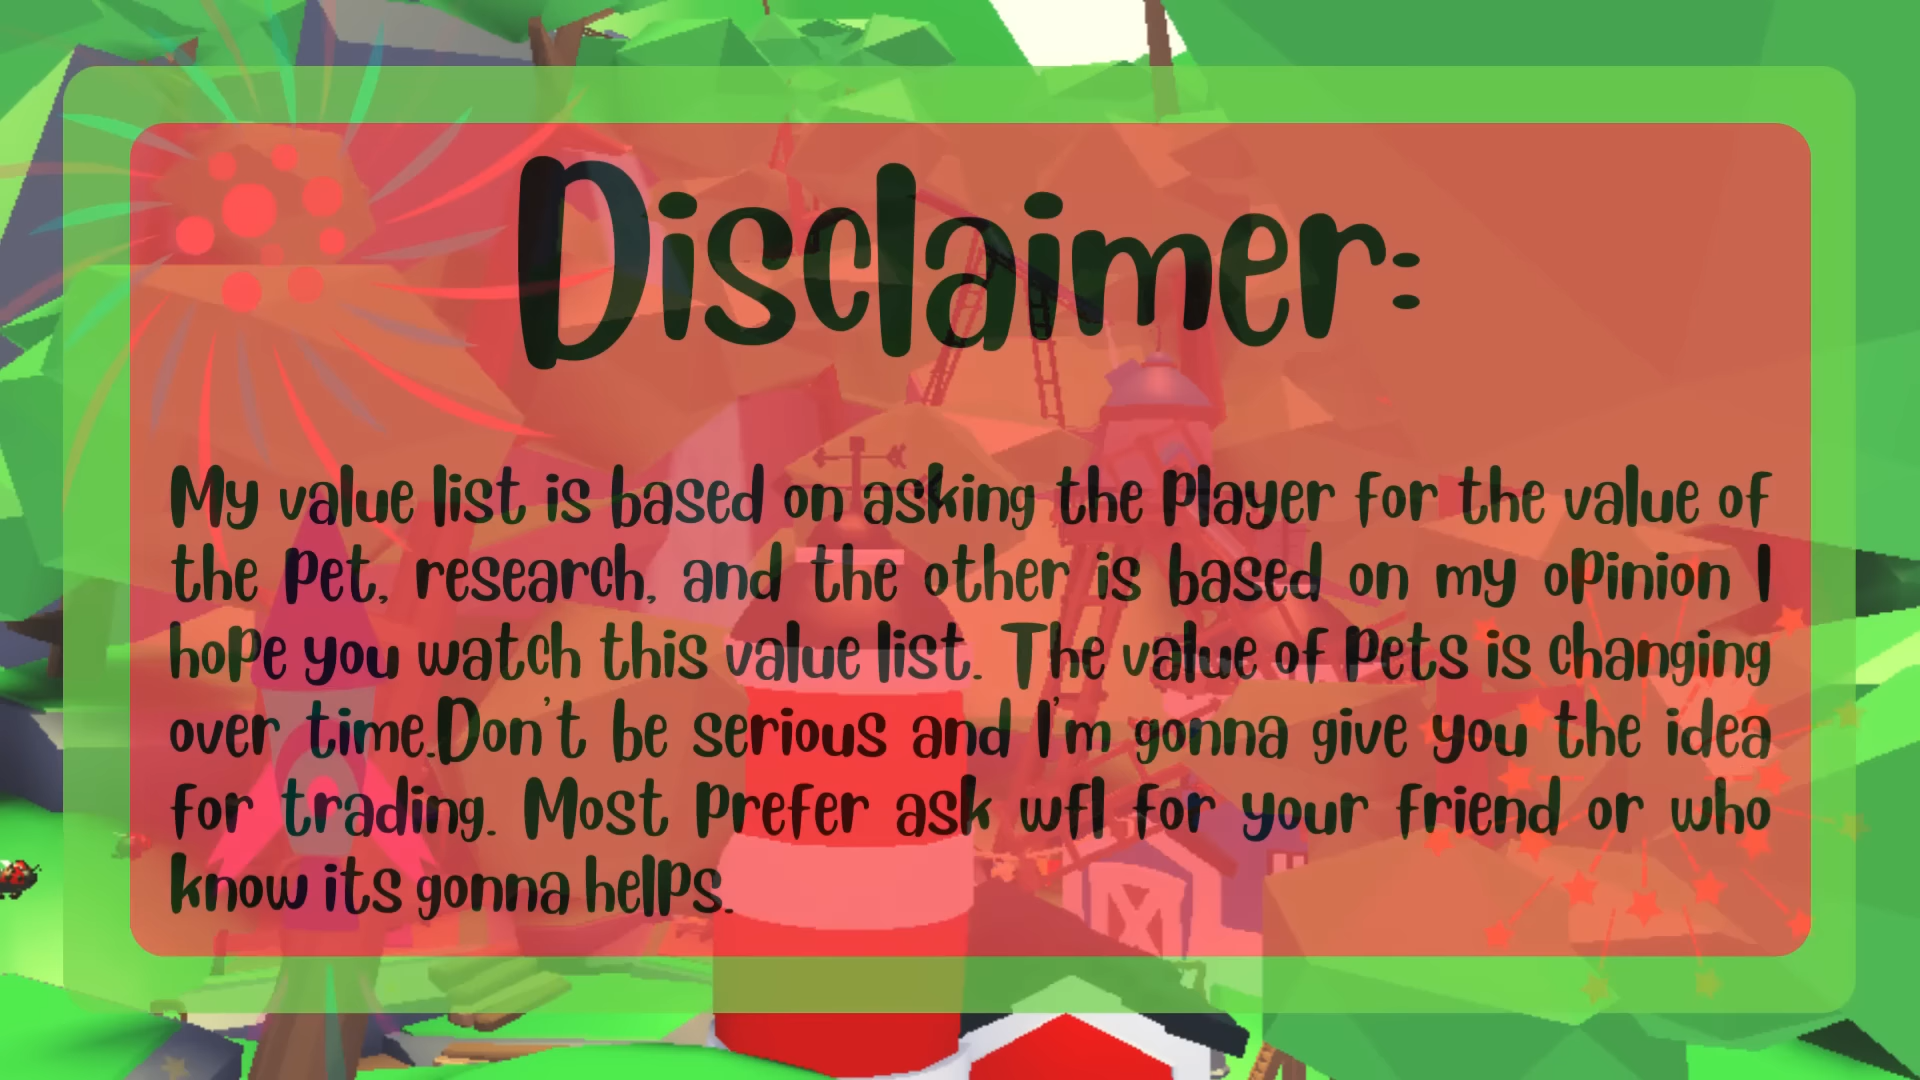 Disclaimer:
My value list is based on asking the player for the value of
the pet, research, and the other is based on my opinion I
hope you watch this value list. The value of pets is changing
over time.Don't be serious and I'm gonna give you the idea
for trading. Most prefer ask wfl for your friend or who
know its gonna helps.